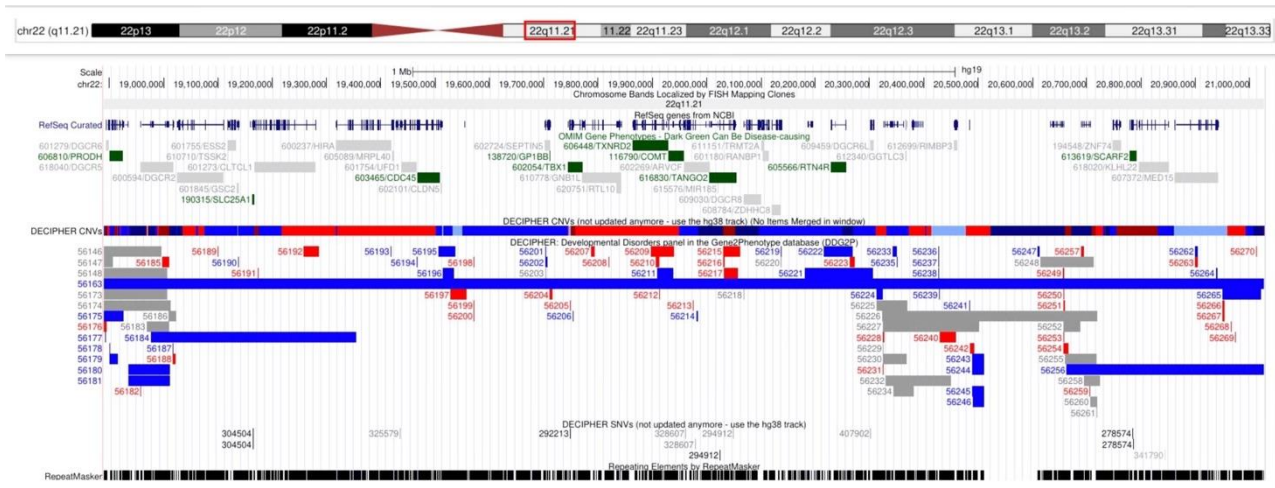 chr22 (q11.21) 22p13 22p12 22p11.2 22q11.21 11.22 22q11.23 22q12.1 22q12.2 22q12.3 22q13.1 22q13.2 22q13.31 22q13.33
Scale 1 Mb hg19
chr22: 19,000,000 19,100,000 19,200,000 19,300,000 19,400,000 19,500,000 19,600,000 19,700,000 19,800,000 19,900,000 20,000,000 20,100,000 20,200,000 20,300,000 20,400,000 20,500,000 20,600,000 20,700,000 20,800,000 20,900,000 21,000,000
Chromosome Bands Localized by FISH Mapping Clones
22q11.21
RefSeq genes from NCBI
RefSeq Curated
OMIM Gene Phenotypes - Dark Green Can Be Disease-causing
601279/DGCR6 601755/ESS2 600237/HIRA 602724/SEPTIN5 606448/TXNRD2 611151/TRMT2A 609459/DGCR6L 612699/RIMBP3 194548/ZNF74
606810/PRODH 610710/TSSK2 605089/MRPL40 138720/GP1BB 116790/COMT 601180/RANBP1 612340/GGTLC3 613619/SCARF2
618040/DGCR5 601273/CLTCL1 601754/UFD1 602054/TBX1 602269/ARVCF 605566/RTN4R 618020/KLHL22
600594/DGCR2 603465/CDC45 610778/GNB1L 616830/TANGO2 607372/MED15
601845/GSC2 602101/CLDN5 620751/RTL10 615576/MIR185
190315/SLC25A1 609030/DGCR8
608784/ZDHHC8
DECIPHER CNVs (not updated anymore - use the hg38 track) (No Items Merged in window)
DECIPHER CNVs
DECIPHER: Developmental Disorders panel in the Gene2Phenotype database (DDG2P)
56146 56189 56192 56193 56195 56201 56207 56209 56215 56219 56222 56233 56236 56247 56257 56262 56270
56147 56185 56190 56194 56198 56202 56208 56210 56216 56220 56223 56235 56237 56248 56263
56148 56191 56196 56203 56211 56217 56221 56238 56249 56264
56163
56173 56197 56204 56212 56218 56224 56239 56250 56265
56174 56199 56205 56213 56225 56241 56251 56266
56175 56186 56200 56206 56214 56226 56267
56176 56183 56227 56252 56268
56177 56184 56228 56240 56253 56269
56178 56187 56229 56242 56254
56179 56188 56230 56243 56255
56180 56231 56244 56256
56181 56232 56258
56182 56234 56245 56259
56246 56260
56261
DECIPHER SNVs (not updated anymore - use the hg38 track)
304504 325579 292213 328607 294912 407902 278574
304504 328607 278574
294912 341790
Repeating Elements by RepeatMasker
RepeatMasker